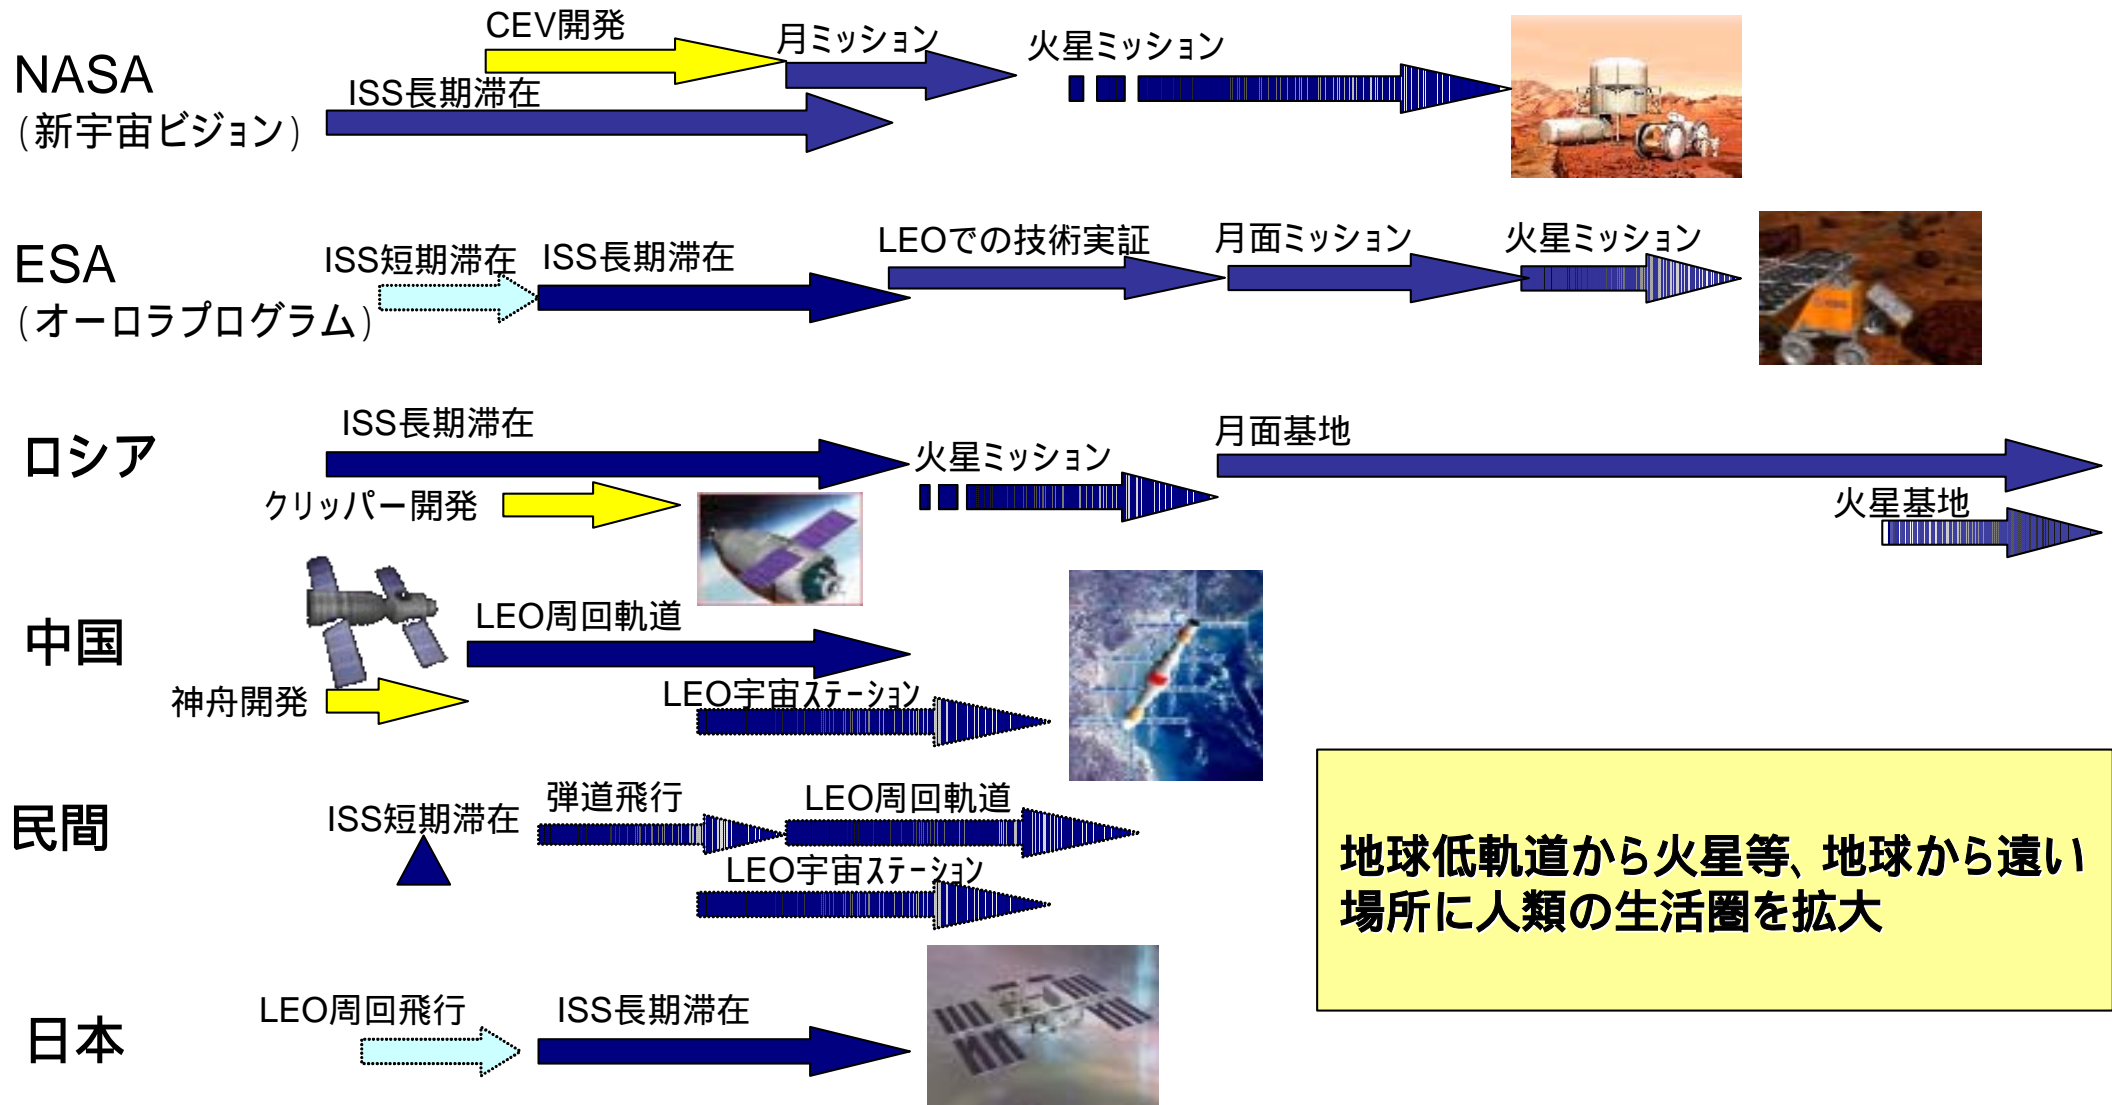 CEV開発
月ミッション
火星ミッション
NASA
ISS長期滞在
(新宇宙ビジョン)
LEOでの技術実証
月面ミッション
火星ミッション
ESA
ISS短期滞在
ISS長期滞在
(オーロラプログラム)
ISS長期滞在
月面基地
ロシア
火星ミッション
クリッパー開発
火星基地
LEO周回軌道
中国
神舟開発
LEO宇宙ステーション
弾道飛行
LEO周回軌道
民間
ISS短期滞在
LEO宇宙ステーション
地球低軌道から火星等、地球から遠い
場所に人類の生活圏を拡大
LEO周回飛行
ISS長期滞在
日本